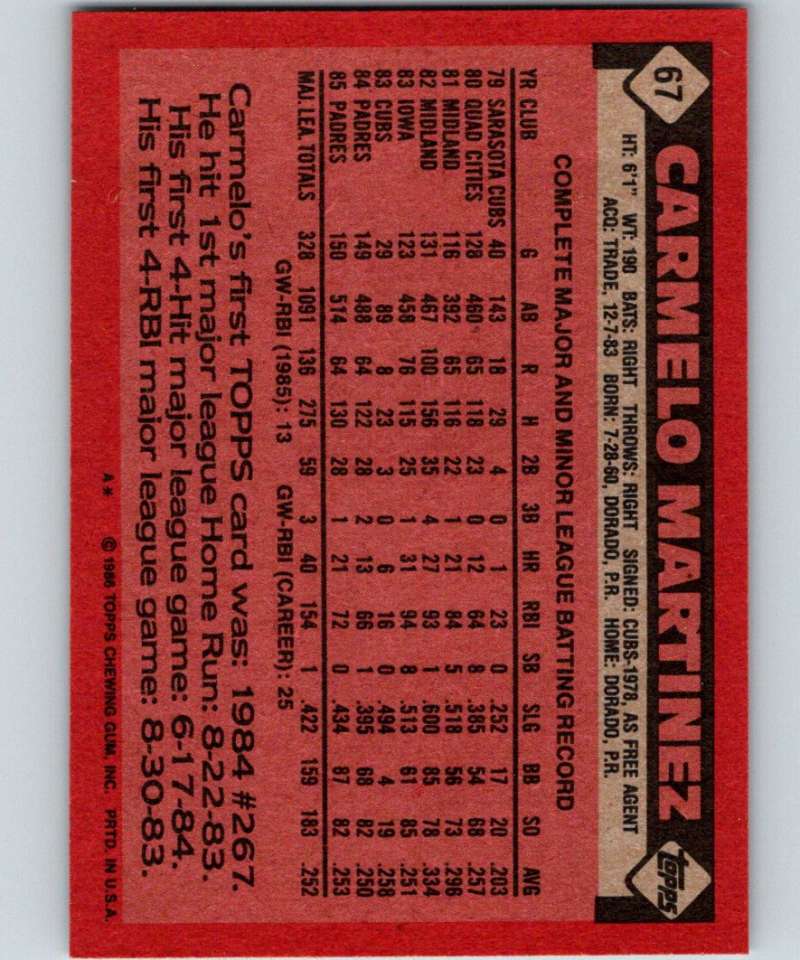 67 CARMELO MARTINEZ TOPPS
HT: 6'1" WT: 190 BATS: RIGHT THROWS: RIGHT SIGNED: CUBS-1978, AS FREE AGENT
ACQ: TRADE, 12-7-83 BORN: 7-28-60, DORADO, P.R. HOME: DORADO, P.R.
COMPLETE MAJOR AND MINOR LEAGUE BATTING RECORD
YR CLUB G AB R H 2B 3B HR RBI SB SLG BB SO AVG
79 SARASOTA CUBS 40 143 18 29 4 0 1 23 0 .252 17 20 .203
80 QUAD CITIES 128 460 65 118 23 0 12 64 8 .385 54 68 .257
81 MIDLAND 116 392 65 116 22 1 21 84 5 .518 56 73 .296
82 MIDLAND 131 467 100 156 35 4 27 93 1 .600 85 78 .334
83 IOWA 123 458 76 115 25 1 31 94 8 .513 61 85 .251
83 CUBS 29 89 8 23 3 0 6 16 0 .494 4 19 .258
84 PADRES 149 488 64 122 28 2 13 66 1 .395 68 82 .250
85 PADRES 150 514 64 130 28 1 21 72 0 .434 87 82 .253
MAJ. LEA. TOTALS 328 1091 136 275 59 3 40 154 1 .422 159 183 .252
GW-RBI (1985): 13 GW-RBI (CAREER): 25
Carmelo's first TOPPS card was: 1984 #267.
He hit 1st major league Home Run: 8-22-83.
His first 4-Hit major league game: 6-17-84.
His first 4-RBI major league game: 8-30-83.
A* © 1986 TOPPS CHEWING GUM, INC. PRTD. IN U.S.A.